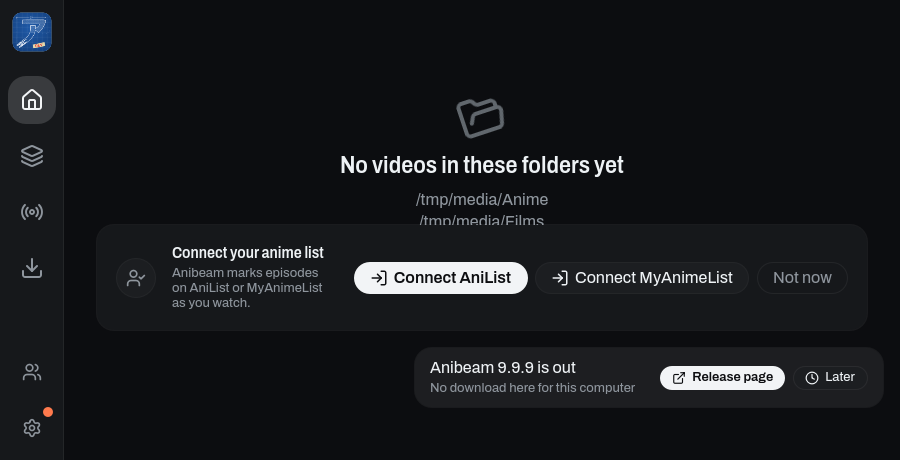 No videos in these folders yet
/tmp/media/Anime
/tmp/media/Films
Connect your anime list
Anibeam marks episodes
on AniList or MyAnimeList
as you watch.
Connect AniList
Connect MyAnimeList
Not now
Anibeam 9.9.9 is out
No download here for this computer
Release page
Later